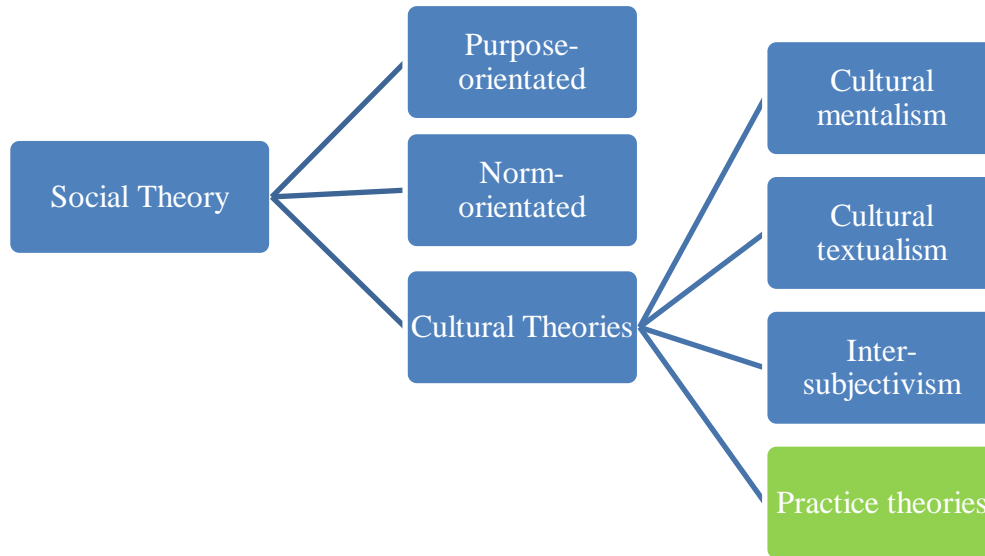 Social Theory
Purpose-
orientated
Norm-
orientated
Cultural Theories
Cultural
mentalism
Cultural
textualism
Inter-
subjectivism
Practice theories